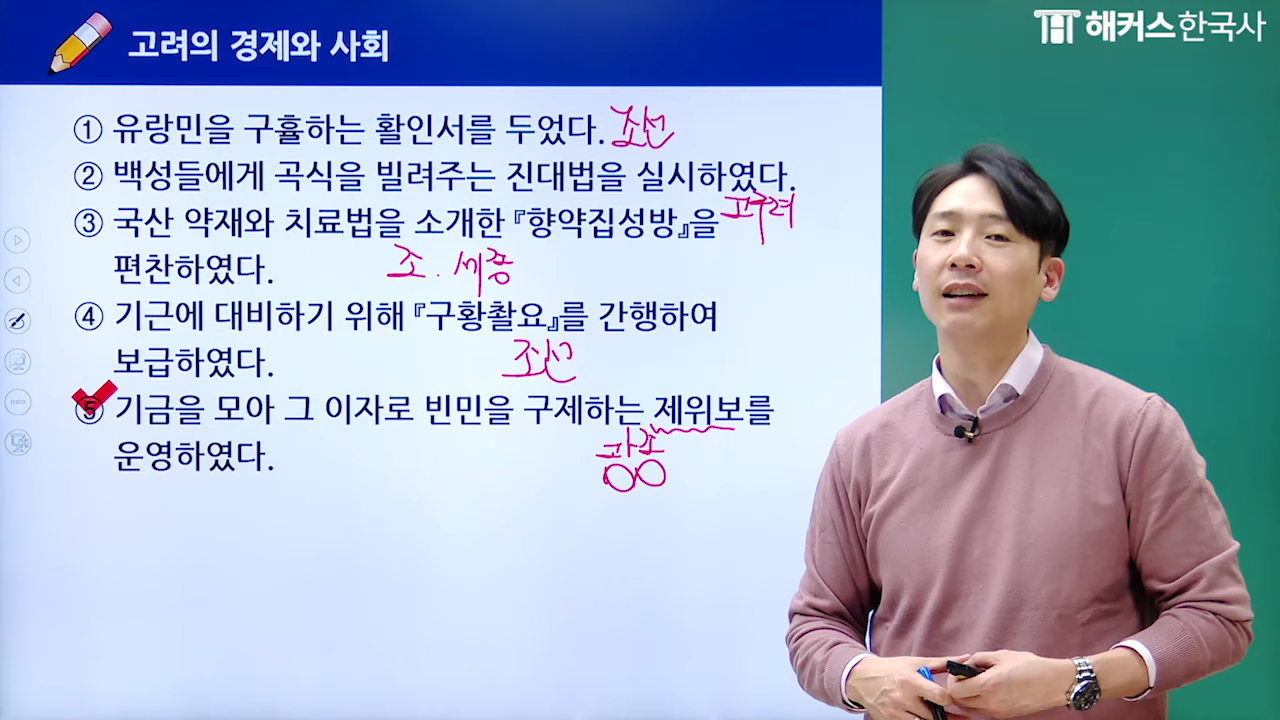 고려의 경제와 사회
해커스한국사
① 유랑민을 구휼하는 활인서를 두었다. 조선
② 백성들에게 곡식을 빌려주는 진대법을 실시하였다.
고구려
③ 국산 약재와 치료법을 소개한 『향약집성방』을
편찬하였다. 조. 세종
④ 기근에 대비하기 위해 『구황촬요』를 간행하여
보급하였다. 조선
⑤ 기금을 모아 그 이자로 빈민을 구제하는 제위보를
운영하였다. 광종